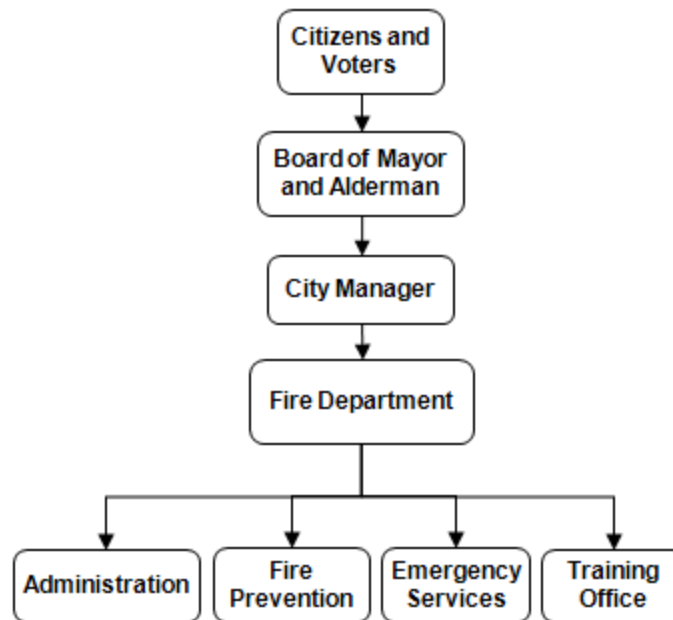 Citizens and
Voters
Board of Mayor
and Alderman
City Manager
Fire Department
Administration
Fire
Prevention
Emergency
Services
Training
Office